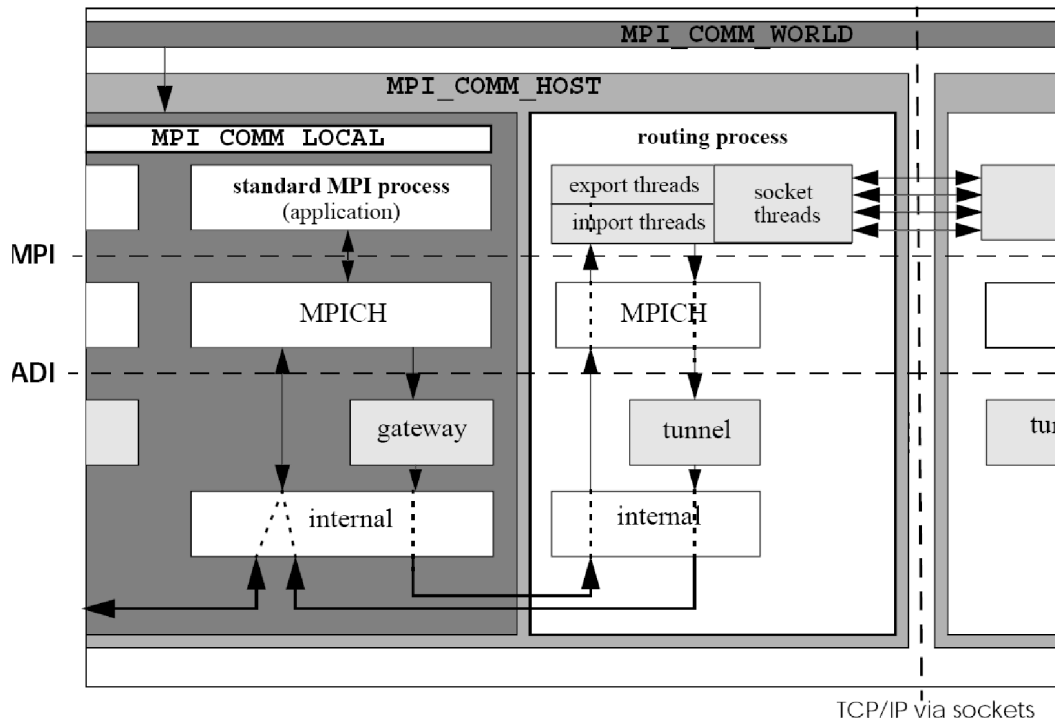 MPI_COMM_WORLD
MPI_COMM_HOST
MPI COMM LOCAL
routing process
standard MPI process
(application)
export threads
import threads
socket
threads
MPI
MPICH
MPICH
ADI
gateway
tunnel
tur
internal
internal
TCP/IP via sockets